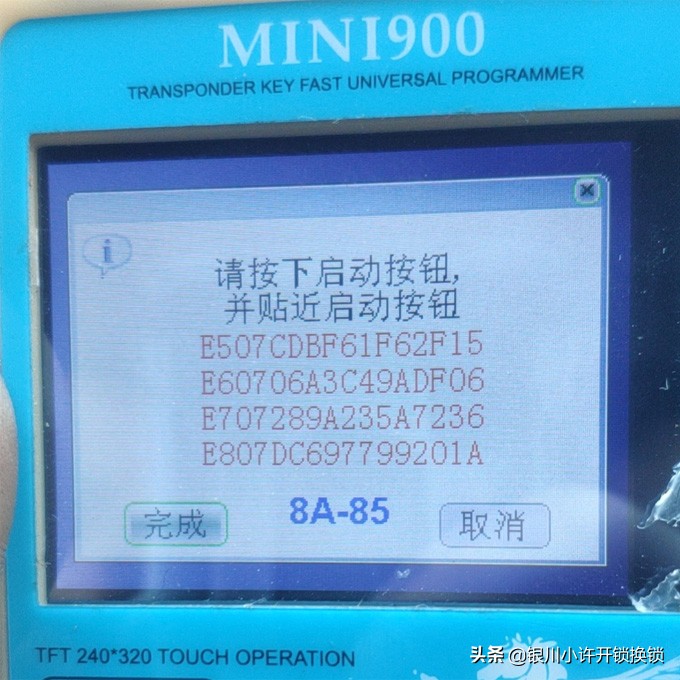 MINI900
TRANSPONDER KEY FAST UNIVERSAL PROGRAMMER
i
请按下启动按钮,
并贴近启动按钮
E507CDBF61F62F15
E60706A3C49ADF06
E707289A235A7236
E807DC697799201A
完成 8A-85 取消
TFT 240*320 TOUCH OPERATION
头条 @银川小许开锁换锁